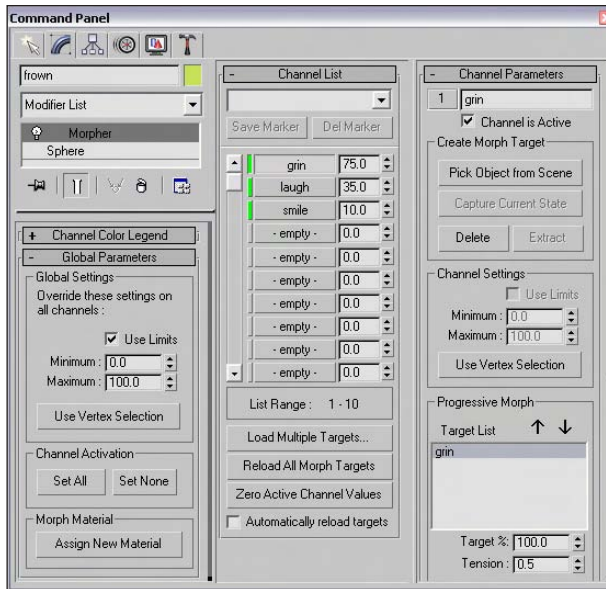 Command Panel
frown
Modifier List
Morpher
Sphere
+ Channel Color Legend
- Global Parameters
Global Settings
Override these settings on
all channels :
Use Limits
Minimum : 0.0
Maximum : 100.0
Use Vertex Selection
Channel Activation
Set All Set None
Morph Material
Assign New Material
- Channel List
Save Marker Del Marker
grin 75.0
laugh 35.0
smile 10.0
- empty - 0.0
- empty - 0.0
- empty - 0.0
- empty - 0.0
- empty - 0.0
- empty - 0.0
- empty - 0.0
List Range : 1 - 10
Load Multiple Targets...
Reload All Morph Targets
Zero Active Channel Values
Automatically reload targets
- Channel Parameters
1 grin
Channel is Active
Create Morph Target
Pick Object from Scene
Capture Current State
Delete Extract
Channel Settings
Use Limits
Minimum : 0.0
Maximum : 100.0
Use Vertex Selection
Progressive Morph
Target List
grin
Target %: 100.0
Tension : 0.5